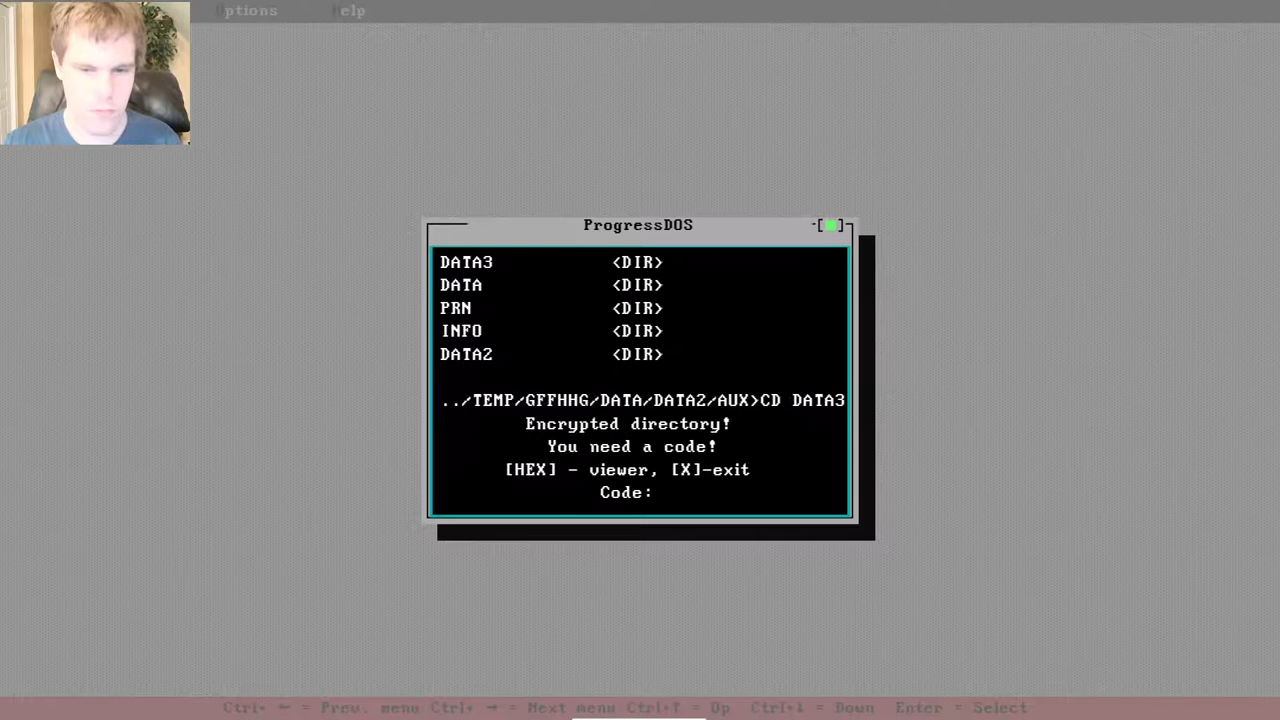 ptions elp
ProgressDOS
[■]
DATA3 <DIR>
DATA <DIR>
PRN <DIR>
INFO <DIR>
DATA2 <DIR>
../TEMP/GFFHHG/DATA/DATA2/AUX>CD DATA3
Encrypted directory!
You need a code!
[HEX] - viewer, [X]-exit
Code:
Ctrl+ ← = Prev. menu Ctrl+ → = Next menu Ctrl+↑ = Up Ctrl+↓ = Down Enter = Select